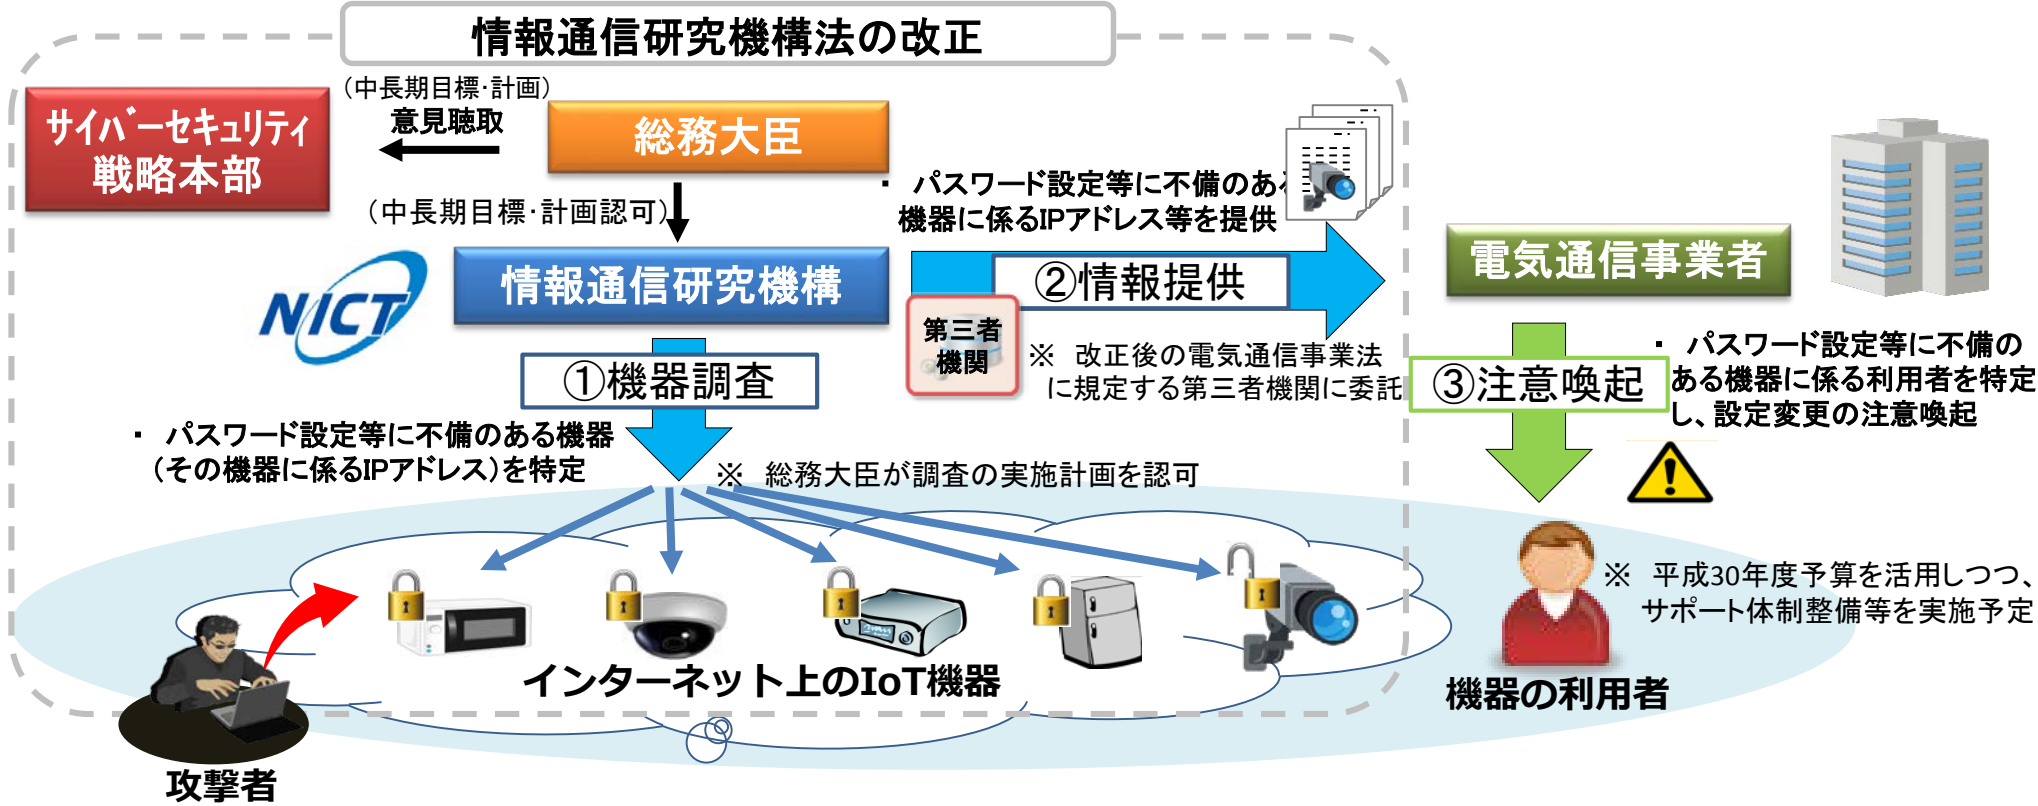 情報通信研究機構法の改正
(中長期目標･計画)
意見聴取
サイバーセキュリティ
戦略本部
総務大臣
(中長期目標･計画認可)
・ パスワード設定等に不備のある
機器に係るIPアドレス等を提供
NICT
情報通信研究機構
②情報提供
電気通信事業者
第三者
機関
※ 改正後の電気通信事業法
に規定する第三者機関に委託
①機器調査
③注意喚起
・ パスワード設定等に不備の
ある機器に係る利用者を特定
し、設定変更の注意喚起
・ パスワード設定等に不備のある機器
(その機器に係るIPアドレス)を特定
※ 総務大臣が調査の実施計画を認可
※ 平成30年度予算を活用しつつ、
サポート体制整備等を実施予定
インターネット上のIoT機器
機器の利用者
攻撃者